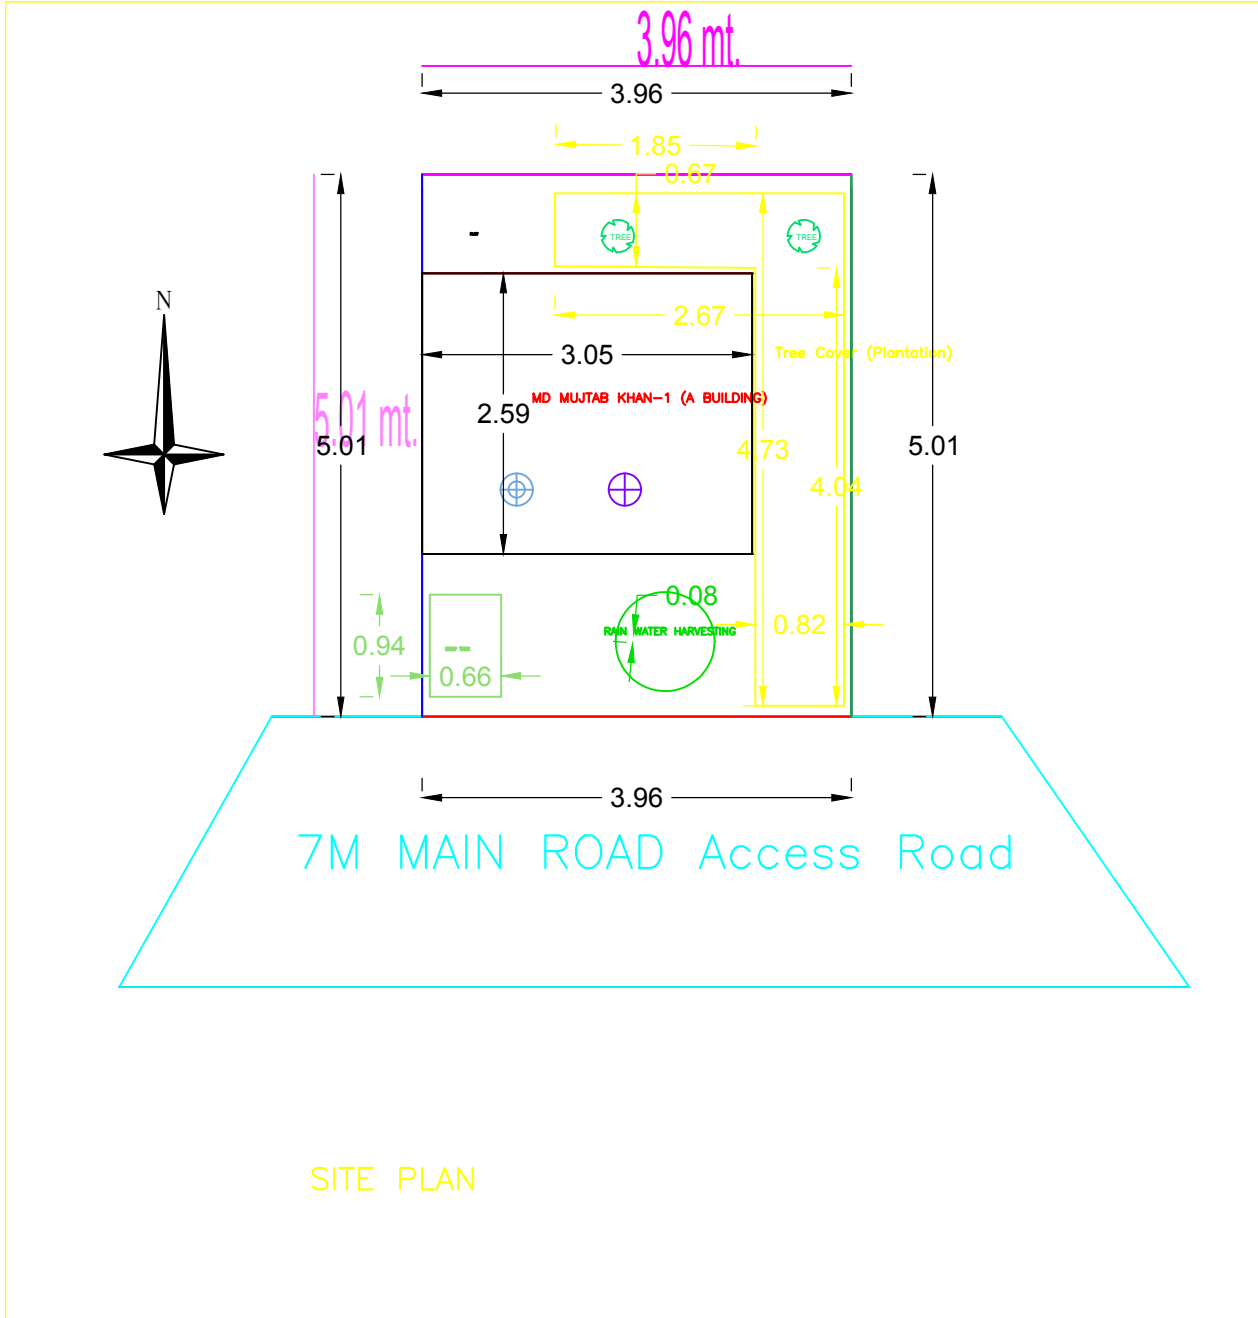 3.96 mt.
3.96
1.85
0.67
TREE
TREE
N
2.67
3.05
Tree Cover (Plantation)
MD MUJTAB KHAN-1 (A BUILDING)
2.59
5.01 mt.
5.01
4.73
5.01
4.04
0.08
RAIN WATER HARVESTING
0.82
0.94
0.66
3.96
7M MAIN ROAD Access Road
SITE PLAN